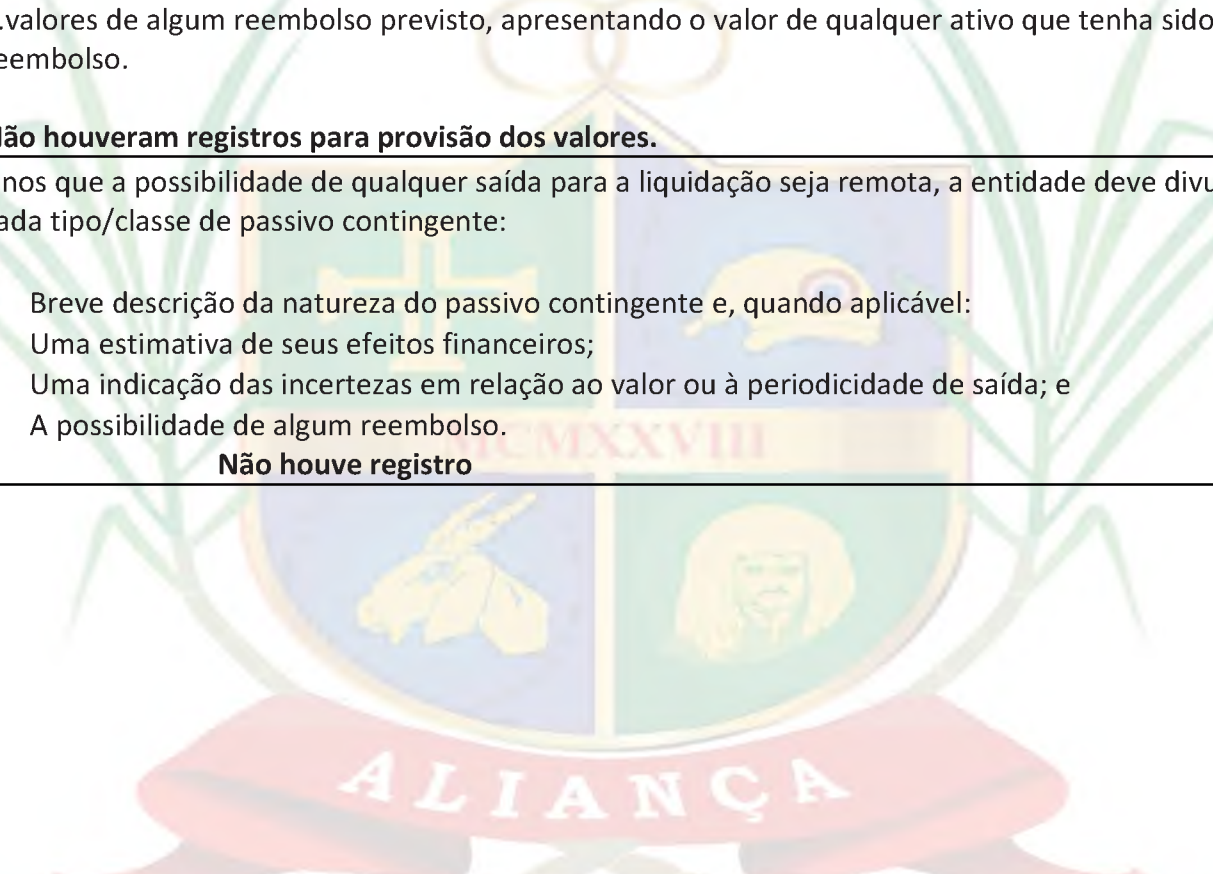 .valores de algum reembolso previsto, apresentando o valor de qualquer ativo que tenha sido
eembolso.
ão houveram registros para provisão dos valores.
nos que a possibilidade de qualquer saída para a liquidação seja remota, a entidade deve divu
ada tipo/classe de passivo contingente:
Breve descrição da natureza do passivo contingente e, quando aplicável:
Uma estimativa de seus efeitos financeiros;
Uma indicação das incertezas em relação ao valor ou à periodicidade de saída; e
A possibilidade de algum reembolso.
MCMXXVIII
Não houve registro
ALIANÇA